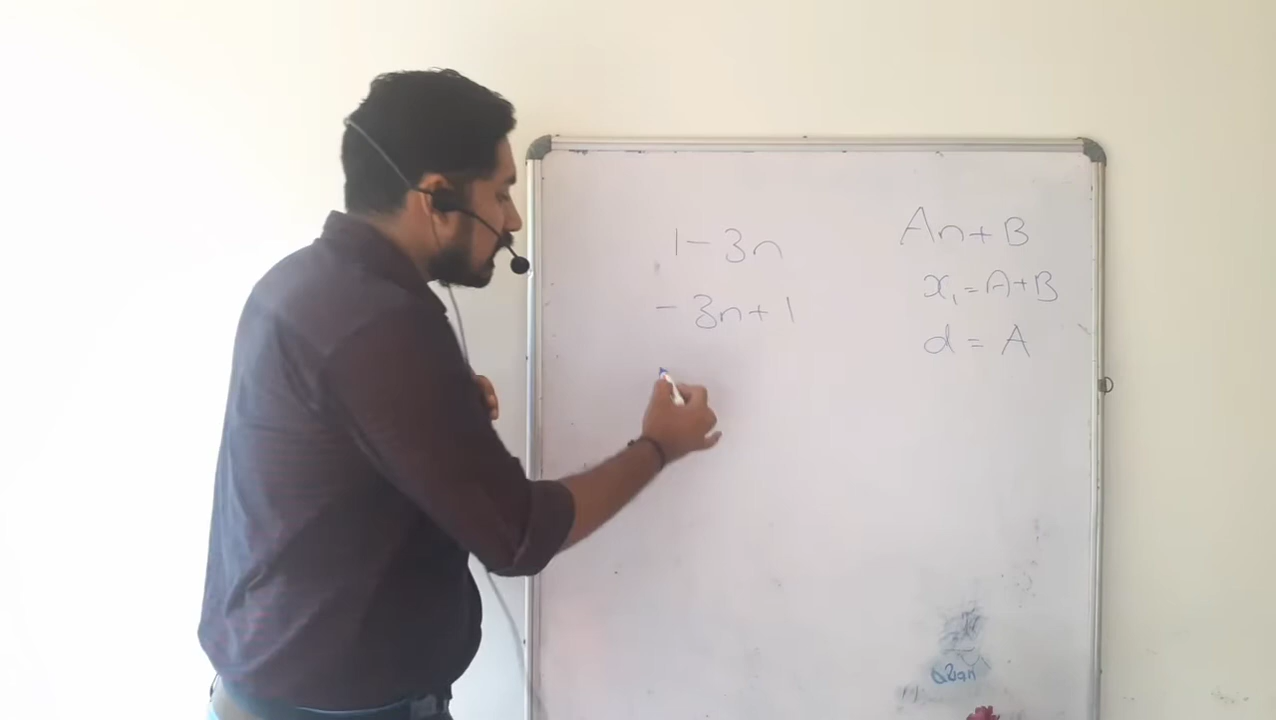 1 - 3n
- 3n + 1
An + B
x₁ = A + B
d = A